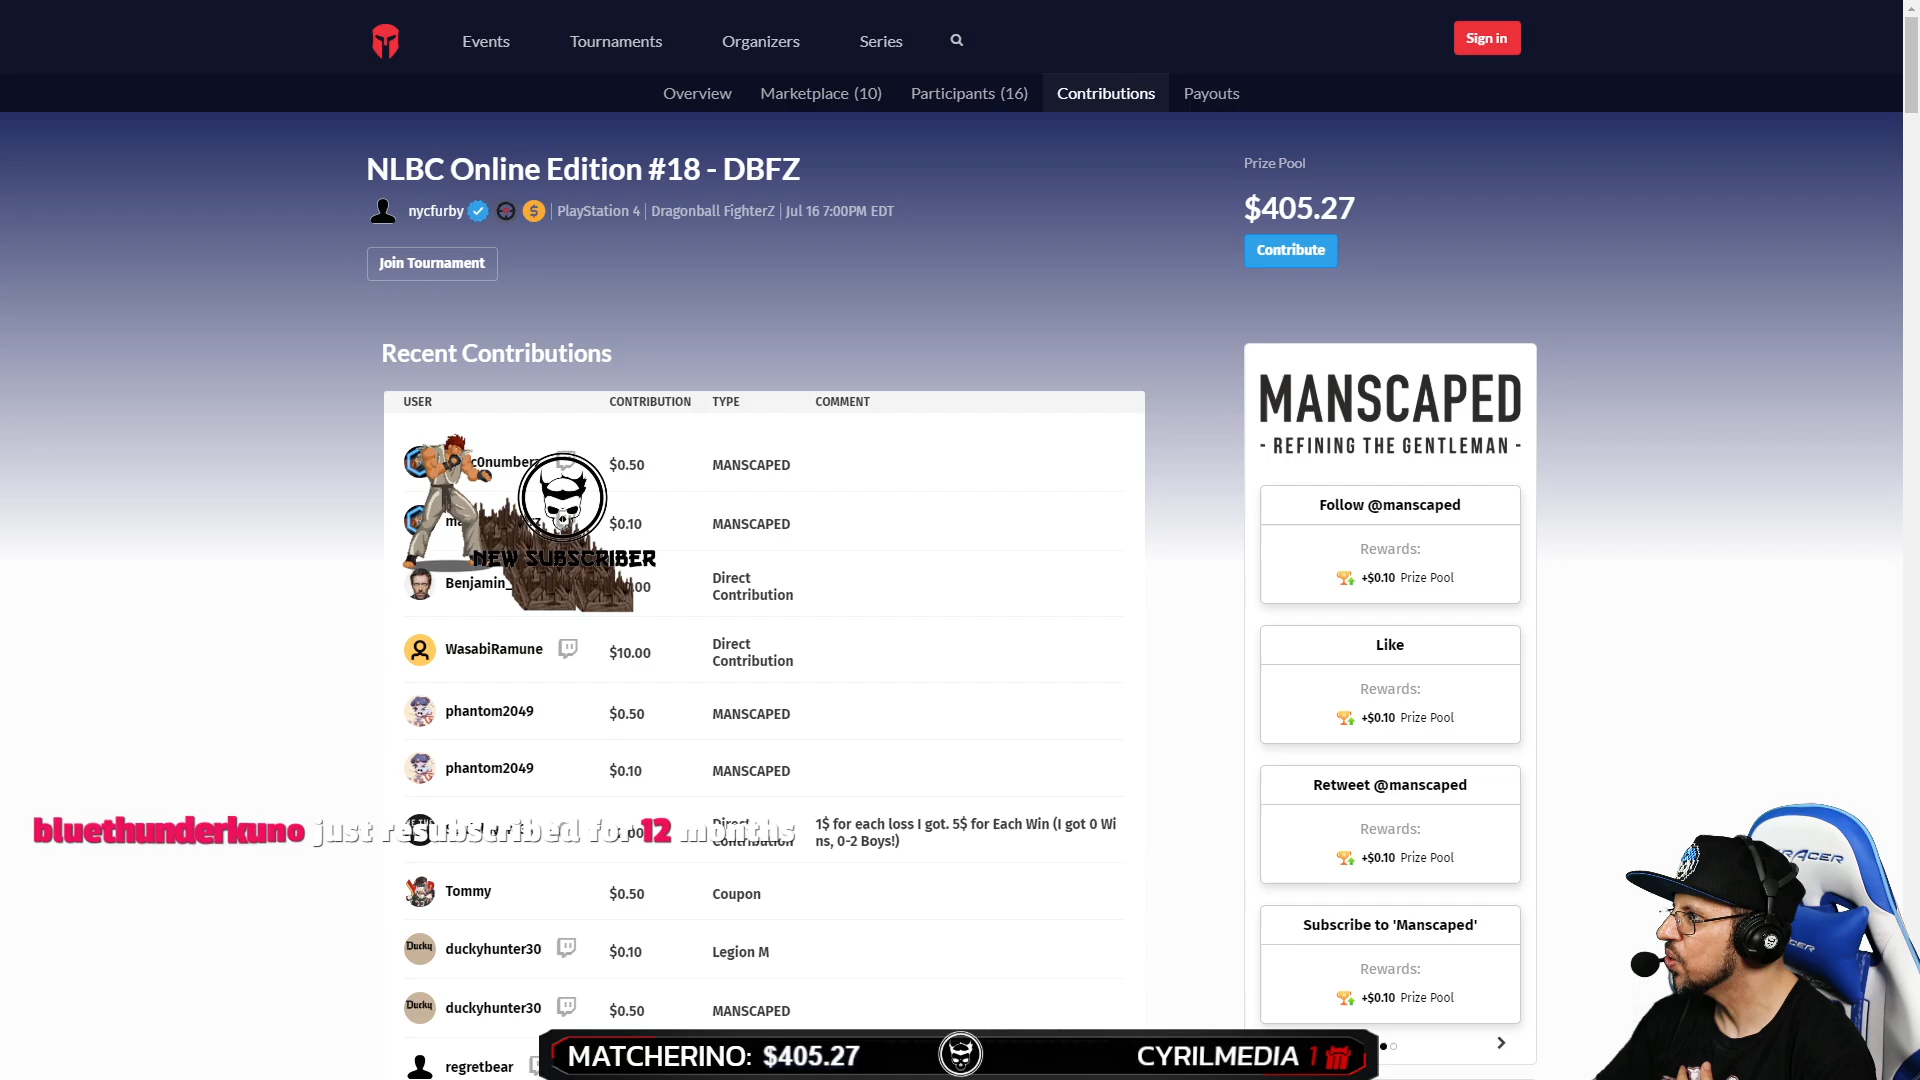 Events
Tournaments
Organizers
Series
Sign in
Overview
Marketplace (10)
Participants (16)
Contributions
Payouts
NLBC Online Edition #18 - DBFZ
nycfurby
PlayStation 4
Dragonball FighterZ
Jul 16 7:00PM EDT
Join Tournament
Prize Pool
$405.27
Contribute
Recent Contributions
USER
CONTRIBUTION
TYPE
COMMENT
$0.50
MANSCAPED
$0.10
MANSCAPED
NEW SUBSCRIBER
Benjamin_
Direct
Contribution
WasabiRamune
$10.00
Direct
Contribution
phantom2049
$0.50
MANSCAPED
phantom2049
$0.10
MANSCAPED
bluethunderkuno just resubscribed for 12 months
Contribution
1$ for each loss I got. 5$ for Each Win (I got 0 Wi
ns, 0-2 Boys!)
Tommy
$0.50
Coupon
Ducky
duckyhunter30
$0.10
Legion M
Ducky
duckyhunter30
$0.50
MANSCAPED
regretbear
MANSCAPED
- REFINING THE GENTLEMAN -
Follow @manscaped
Rewards:
+$0.10 Prize Pool
Like
Rewards:
+$0.10 Prize Pool
Retweet @manscaped
Rewards:
+$0.10 Prize Pool
Subscribe to 'Manscaped'
Rewards:
+$0.10 Prize Pool
MATCHERINO: $405.27
CYRILMEDIA 1